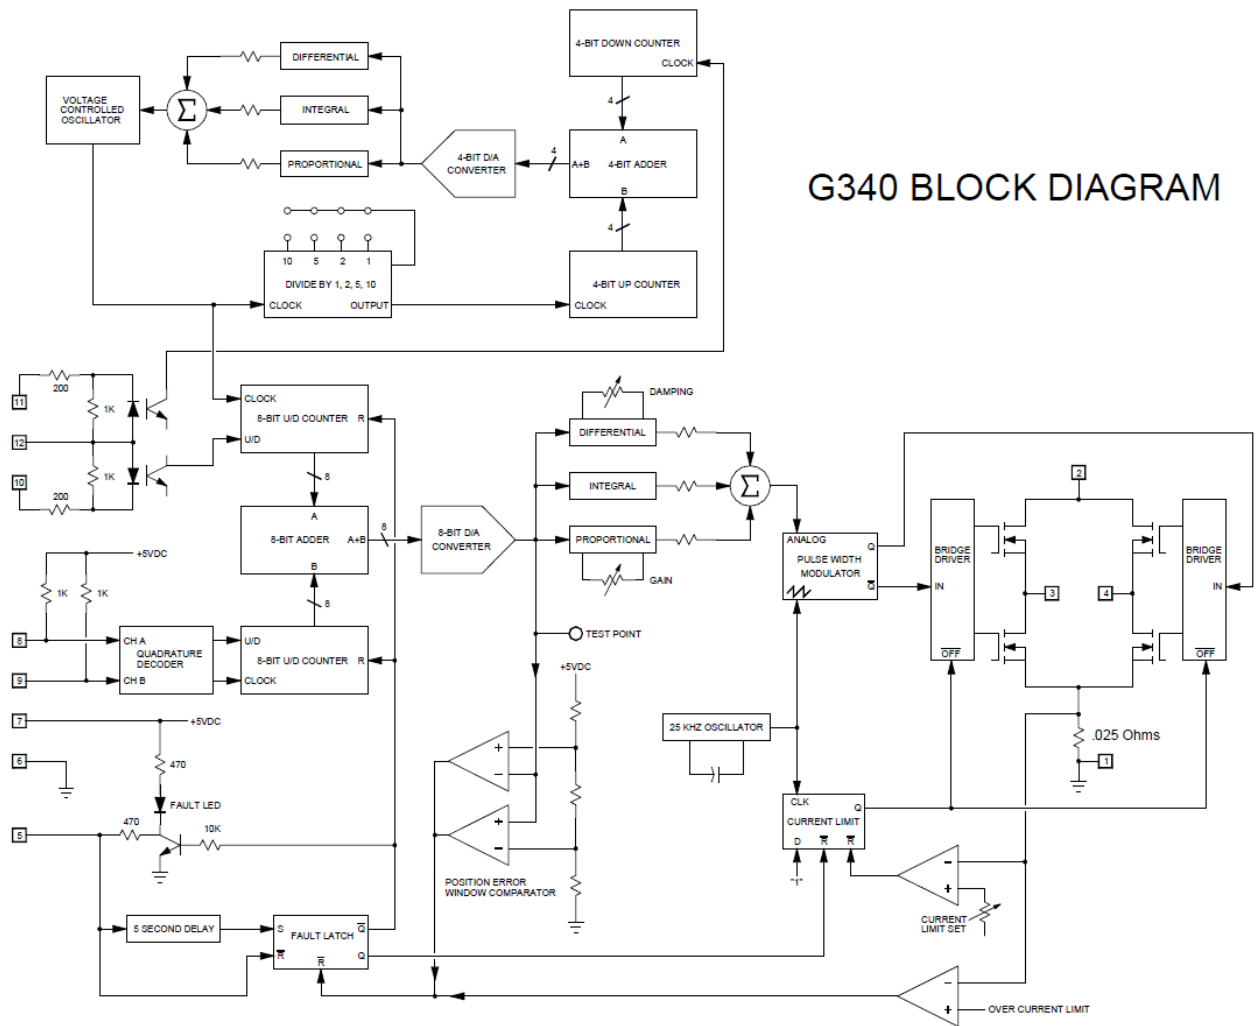 G340 BLOCK DIAGRAM
4-BIT DOWN COUNTER
CLOCK
DIFFERENTIAL
VOLTAGE
CONTROLLED
OSCILLATOR
Σ
INTEGRAL
PROPORTIONAL
4-BIT D/A
CONVERTER
4
4
A
A+B
4-BIT ADDER
B
4
10
5
2
1
DIVIDE BY 1, 2, 5, 10
CLOCK
OUTPUT
4-BIT UP COUNTER
CLOCK
11
200
1K
12
1K
10
200
CLOCK
8-BIT U/D COUNTER
R
U/D
8
A
8-BIT ADDER
A+B
B
8
8
8-BIT D/A
CONVERTER
DAMPING
DIFFERENTIAL
INTEGRAL
Σ
PROPORTIONAL
GAIN
TEST POINT
+5VDC
1K
1K
8
9
CH A
QUADRATURE
DECODER
CH B
U/D
8-BIT U/D COUNTER
R
CLOCK
ANALOG
PULSE WIDTH
MODULATOR
Q
Q̅
BRIDGE
DRIVER
IN
O̅F̅F̅
2
3
4
BRIDGE
DRIVER
IN
O̅F̅F̅
.025 Ohms
1
7
+5VDC
6
470
FAULT LED
5
470
10K
+5VDC
+
-
+
-
POSITION ERROR
WINDOW COMPARATOR
25 KHZ OSCILLATOR
CLK
Q
CURRENT LIMIT
D
R̅
R̅
"1"
-
+
CURRENT
LIMIT SET
5 SECOND DELAY
S
Q̅
FAULT LATCH
R̅
R̅
Q
-
+
OVER CURRENT LIMIT